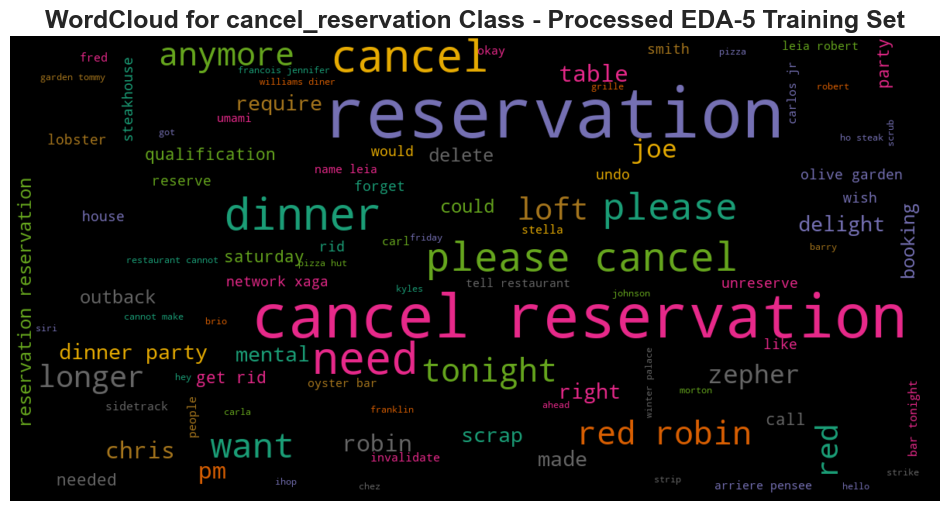 WordCloud for cancel_reservation Class - Processed EDA-5 Training Set
fred
anymore
cancel
okay
smith
pizza
leia robert
party
garden tommy
steakhouse
francois jennifer
williams diner
table
grille
carlos jr
robert
require
umami
reservation
lobster
got
joe
ho steak
scrub
qualification
would
delete
name leia
undo
olive garden
reserve
forget
wish
house
dinner
could
loft
please
delight
booking
stella
carl
friday
barry
rid
restaurant cannot
saturday
pizza hut
please cancel
network xaga
tell restaurant
unreserve
reservation reservation
outback
kyles
johnson
siri
cannot make
brio
cancel reservation
like
dinner party
mental
need
longer
hey
get rid
oyster bar
tonight
right
winter palace
zepher
morton
sidetrack
people
carla
franklin
ahead
call
bar tonight
chris
want
robin
scrap
red robin
red
pm
invalidate
made
needed
ihop
chez
strip
arriere pensee
hello
strike